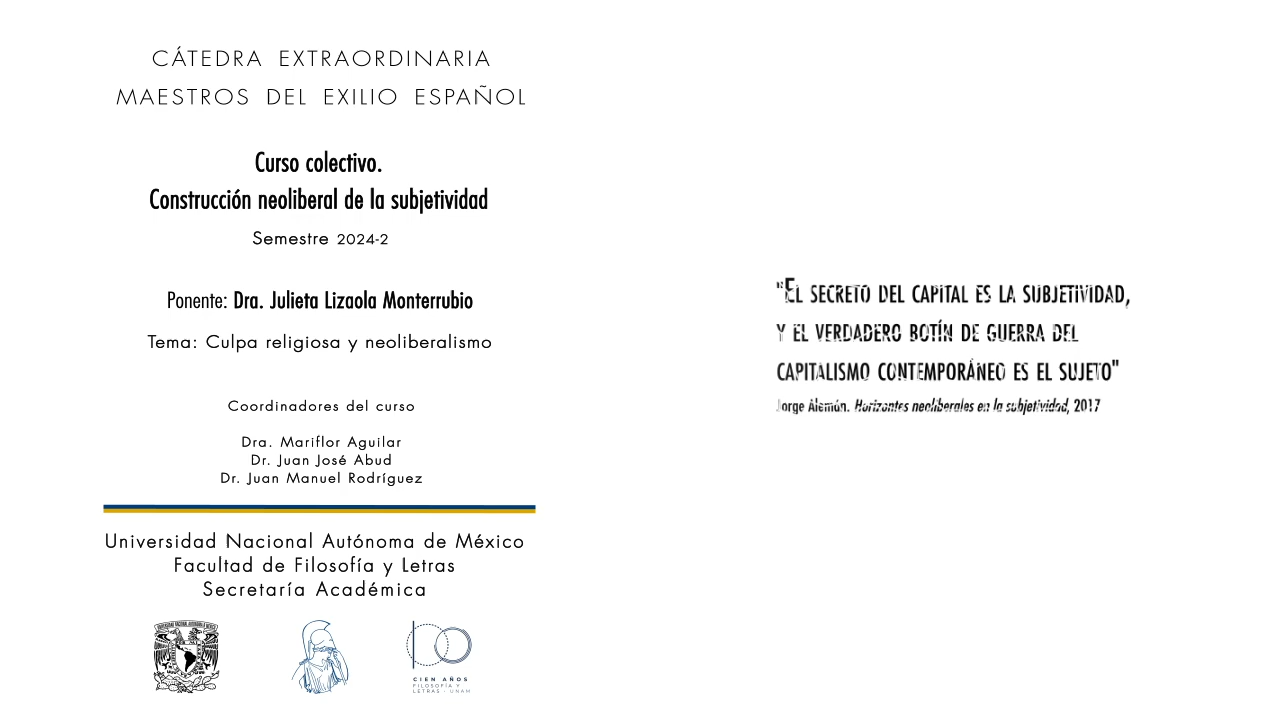 CÁTEDRA EXTRAORDINARIA
MAESTROS DEL EXILIO ESPAÑOL
Curso colectivo.
Construcción neoliberal de la subjetividad
Semestre 2024-2
Ponente: Dra. Julieta Lizaola Monterrubio
Tema: Culpa religiosa y neoliberalismo
Coordinadores del curso
Dra. Mariflor Aguilar
Dr. Juan José Abud
Dr. Juan Manuel Rodríguez
Universidad Nacional Autónoma de México
Facultad de Filosofía y Letras
Secretaría Académica
CIEN AÑOS
FILOSOFÍA Y
LETRAS · UNAM
"EL SECRETO DEL CAPITAL ES LA SUBJETIVIDAD,
Y EL VERDADERO BOTÍN DE GUERRA DEL
CAPITALISMO CONTEMPORÁNEO ES EL SUJETO"
Jorge Alemán. Horizontes neoliberales en la subjetividad, 2017